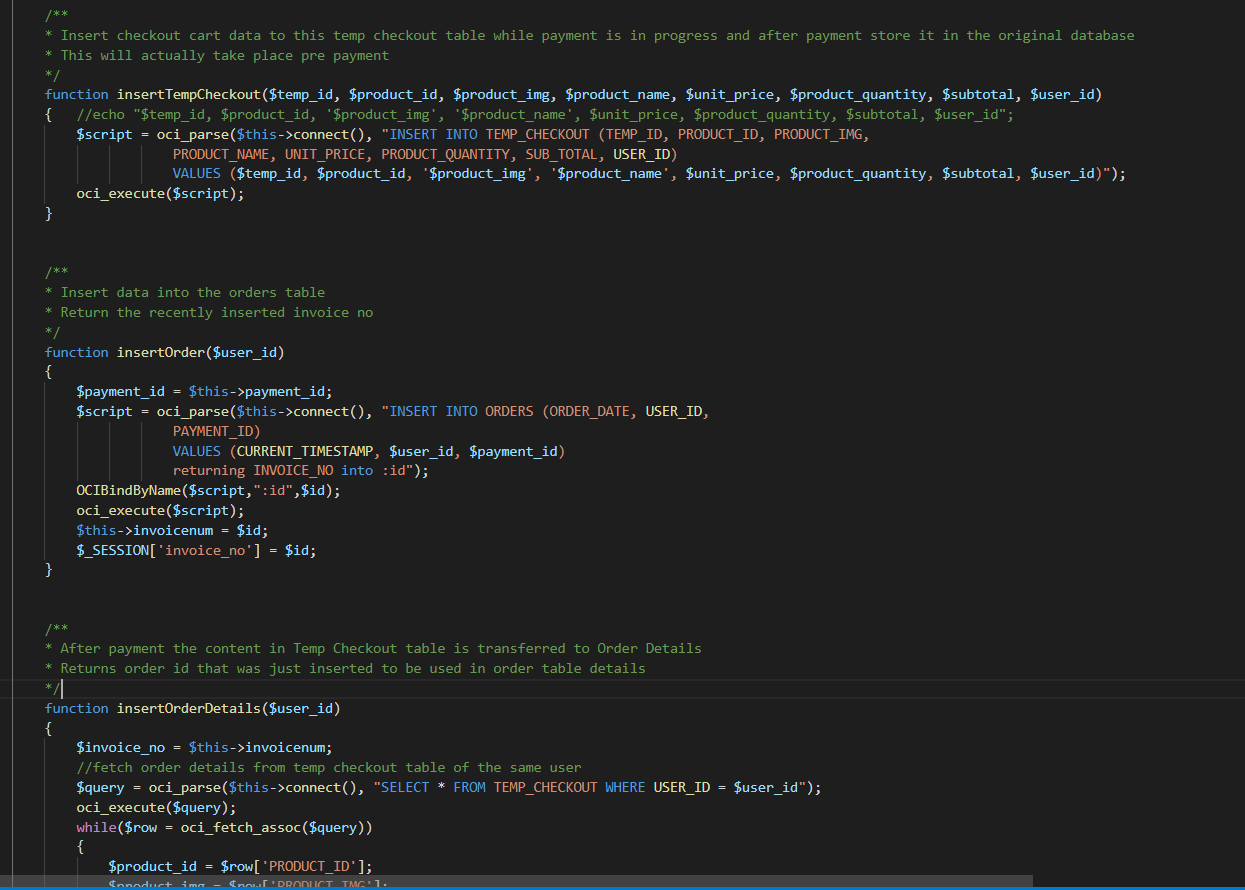 /**
* Insert checkout cart data to this temp checkout table while payment is in progress and after payment store it in the original database
* This will actually take place pre payment
*/
function insertTempCheckout($temp_id, $product_id, $product_img, $product_name, $unit_price, $product_quantity, $subtotal, $user_id)
{   //echo "$temp_id, $product_id, '$product_img', '$product_name', $unit_price, $product_quantity, $subtotal, $user_id";
    $script = oci_parse($this->connect(), "INSERT INTO TEMP_CHECKOUT (TEMP_ID, PRODUCT_ID, PRODUCT_IMG,
                PRODUCT_NAME, UNIT_PRICE, PRODUCT_QUANTITY, SUB_TOTAL, USER_ID)
                VALUES ($temp_id, $product_id, '$product_img', '$product_name', $unit_price, $product_quantity, $subtotal, $user_id)");
    oci_execute($script);
}
/**
* Insert data into the orders table
* Return the recently inserted invoice no
*/
function insertOrder($user_id)
{
    $payment_id = $this->payment_id;
    $script = oci_parse($this->connect(), "INSERT INTO ORDERS (ORDER_DATE, USER_ID,
                PAYMENT_ID)
                VALUES (CURRENT_TIMESTAMP, $user_id, $payment_id)
                returning INVOICE_NO into :id");
    OCIBindByName($script,":id",$id);
    oci_execute($script);
    $this->invoicenum = $id;
    $_SESSION['invoice_no'] = $id;
}
/**
* After payment the content in Temp Checkout table is transferred to Order Details
* Returns order id that was just inserted to be used in order table details
*/
function insertOrderDetails($user_id)
{
    $invoice_no = $this->invoicenum;
    //fetch order details from temp checkout table of the same user
    $query = oci_parse($this->connect(), "SELECT * FROM TEMP_CHECKOUT WHERE USER_ID = $user_id");
    oci_execute($query);
    while($row = oci_fetch_assoc($query))
    {
        $product_id = $row['PRODUCT_ID'];
        $product_img = $row['PRODUCT_IMG'];